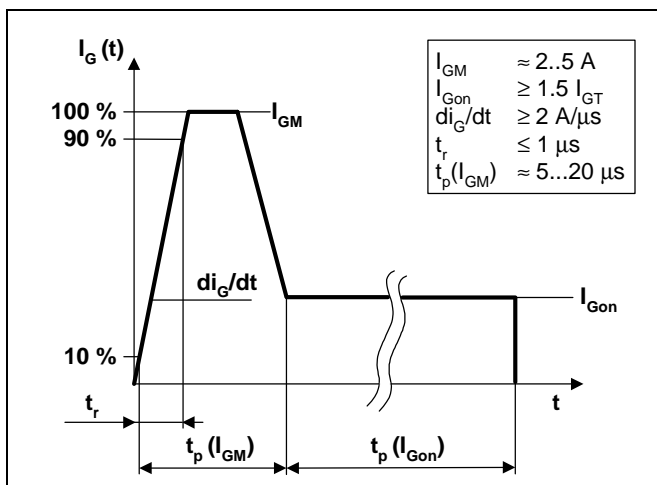 I_G (t)
100 %
90 %
10 %
I_GM
di_G/dt
I_Gon
t_r
t
t_p (I_GM)
t_p (I_Gon)
I_GM ≈ 2..5 A
I_Gon ≥ 1.5 I_GT
di_G/dt ≥ 2 A/μs
t_r ≤ 1 μs
t_p(I_GM) ≈ 5...20 μs